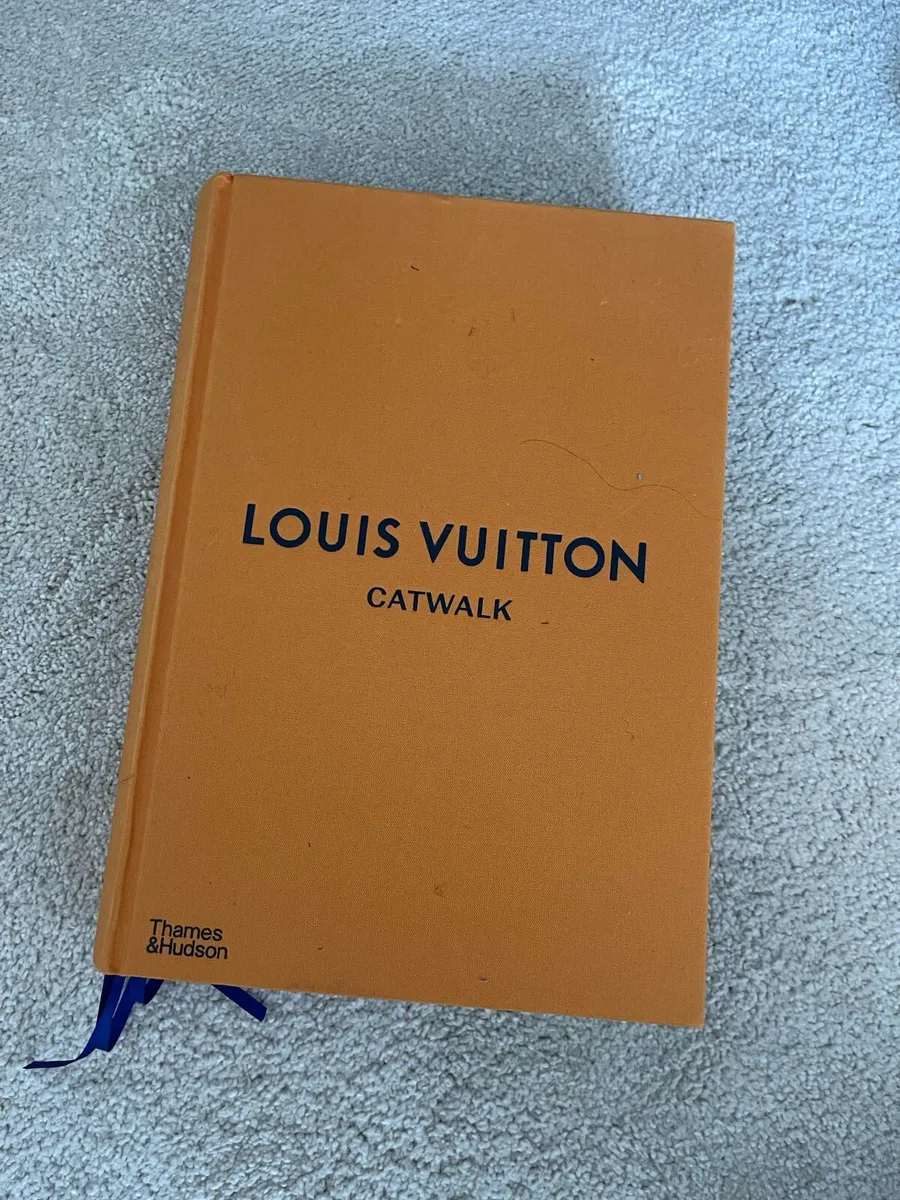 LOUIS VUITTON
CATWALK
Thames
&Hudson